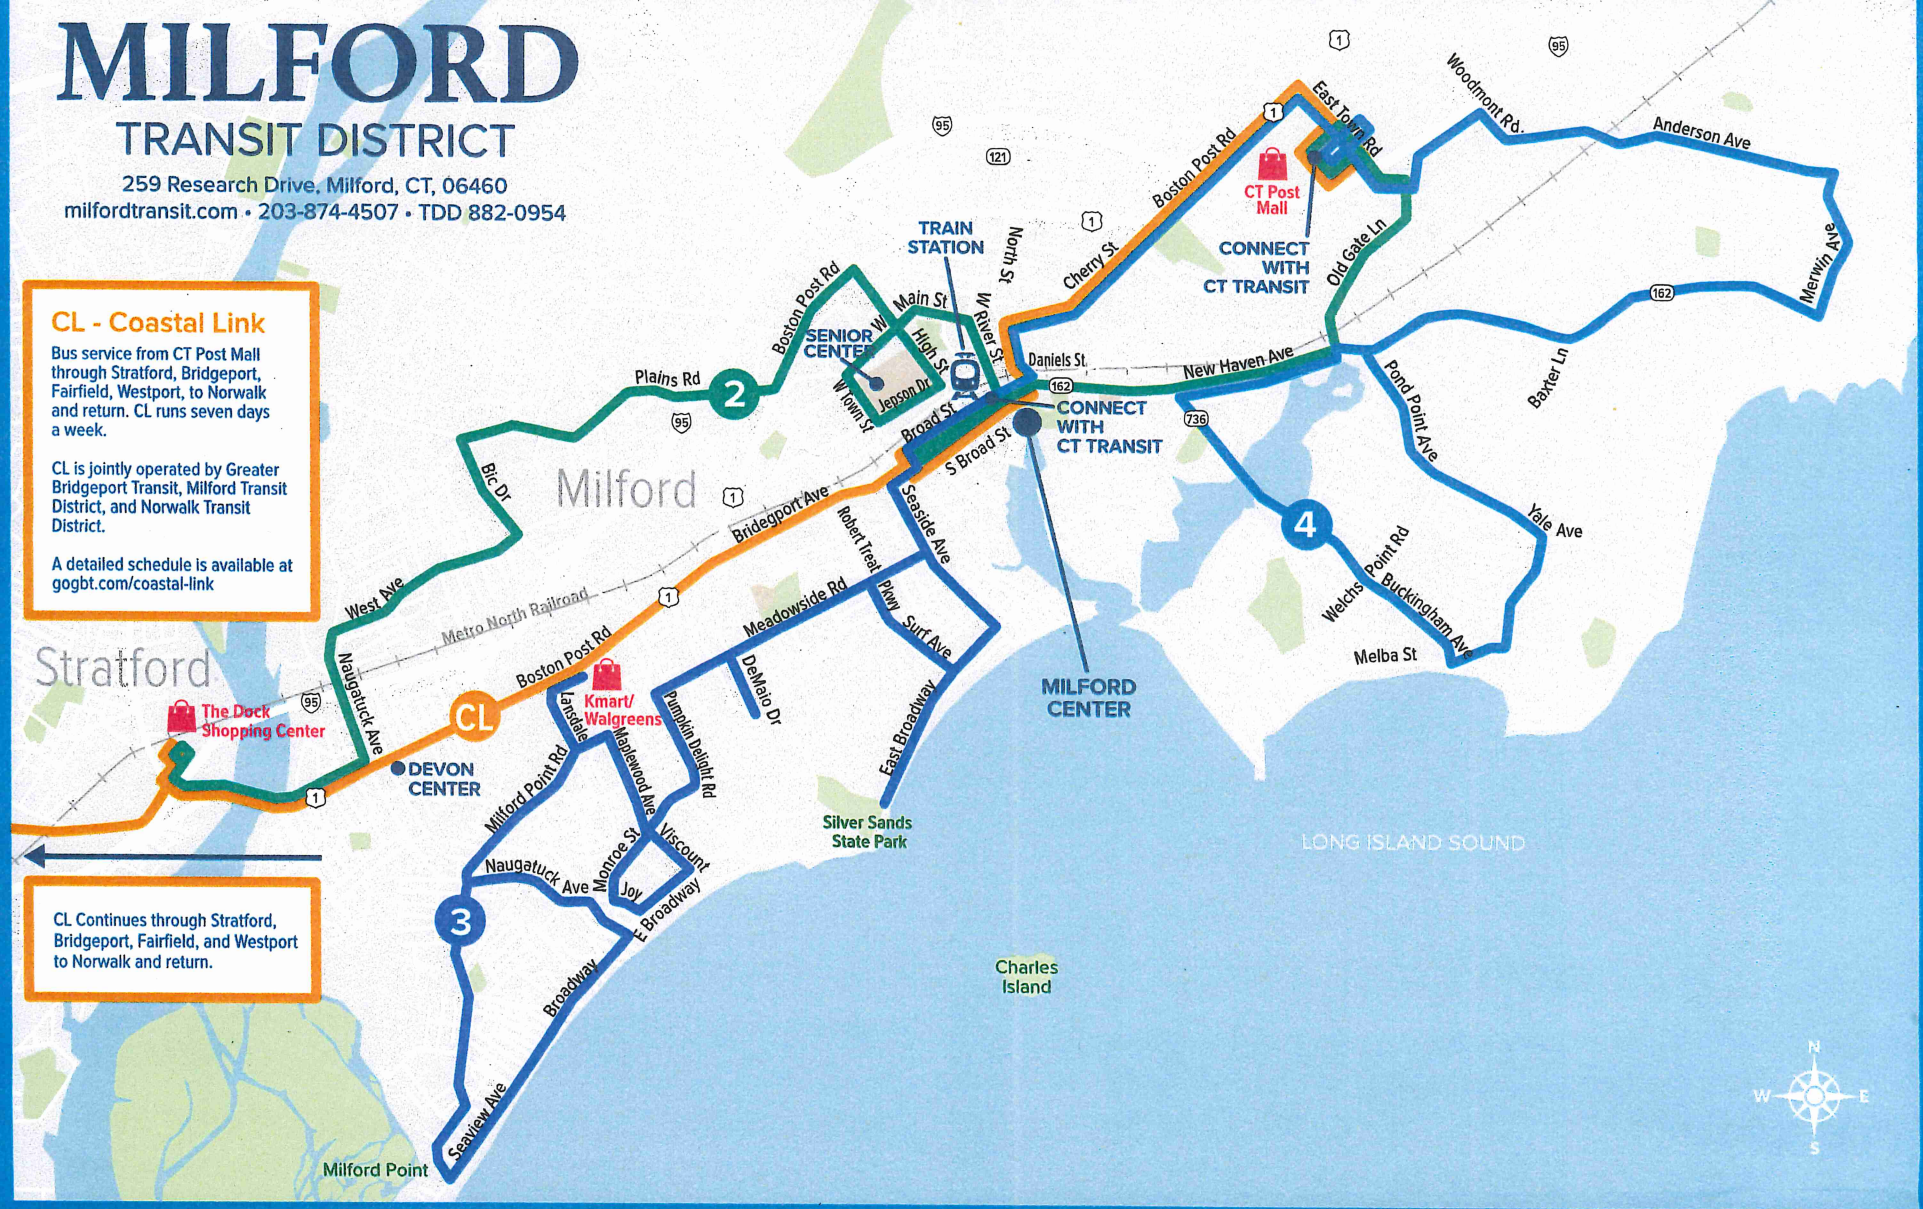 MILFORD
TRANSIT DISTRICT
259 Research Drive, Milford, CT, 06460
milfordtransit.com • 203-874-4507 • TDD 882-0954
CL - Coastal Link
Bus service from CT Post Mall
through Stratford, Bridgeport,
Fairfield, Westport, to Norwalk
and return. CL runs seven days
a week.
CL is jointly operated by Greater
Bridgeport Transit, Milford Transit
District, and Norwalk Transit
District.
A detailed schedule is available at
gogbt.com/coastal-link
Stratford
The Dock
Shopping Center
CL Continues through Stratford,
Bridgeport, Fairfield, and Westport
to Norwalk and return.
Milford Point
1
95
95
121
1
1
Woodmont Rd.
Anderson Ave
East Town Rd
Boston Post Rd
CT Post
Mall
CONNECT
WITH
CT TRANSIT
Old Gate Ln
Merwin Ave
162
Baxter Ln
Cherry St
North St
TRAIN
STATION
Boston Post Rd
W Main St
W River St
SENIOR
CENTER
High St
Jepson Dr
W Town St
Broad St
S Broad St
Daniels St
162
New Haven Ave
CONNECT
WITH
CT TRANSIT
736
Plains Rd
2
95
Bic Dr
Milford
1
Bridegport Ave
West Ave
Metro North Railroad
1
Boston Post Rd
95
Naugatuck Ave
CL
DEVON
CENTER
1
Kmart/
Walgreens
Lansdale
Maplewood Ave
Pumpkin Delight Rd
DeMaio Dr
Meadowside Rd
Robert Treat Pkwy
Seaside Ave
Surf Ave
East Broadway
Silver Sands
State Park
Milford Point Rd
Naugatuck Ave
Monroe St
Viscount
Joy
E Broadway
3
Broadway
Seaview Ave
MILFORD
CENTER
4
Pond Point Ave
Yale Ave
Welchs Point Rd
Buckingham Ave
Melba St
LONG ISLAND SOUND
Charles
Island
N
W
E
S